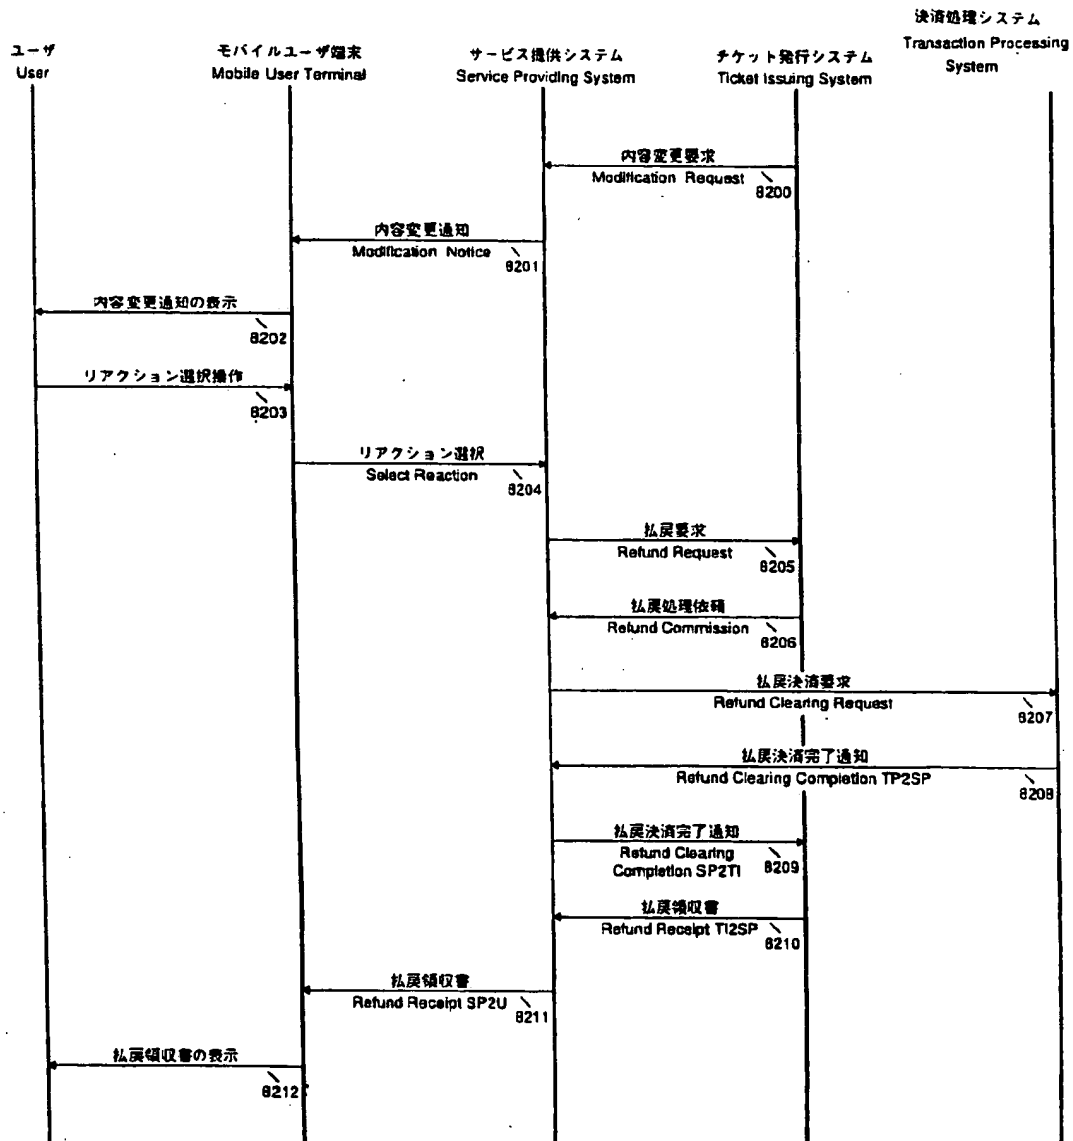 決済処理システム
Transaction Processing
System
ユーザ
User
モバイルユーザ端末
Mobile User Terminal
サービス提供システム
Service Providing System
チケット発行システム
Ticket Issuing System
内容変更要求
Modification Request
8200
内容変更通知
Modification Notice
8201
内容変更通知の表示
8202
リアクション選択操作
8203
リアクション選択
Select Reaction
8204
払戻要求
Refund Request
8205
払戻処理依頼
Refund Commission
8206
払戻決済要求
Refund Clearing Request
8207
払戻決済完了通知
Refund Clearing Completion TP2SP
8208
払戻決済完了通知
Refund Clearing
Completion SP2TI
8209
払戻領収書
Refund Receipt TI2SP
8210
払戻領収書
Refund Receipt SP2U
8211
払戻領収書の表示
8212